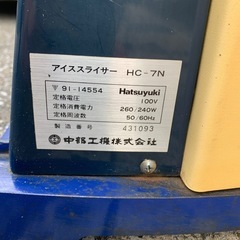 アイススライサー HC-7N
〒91-14554 Hatsuyuki
定格電圧 100V
定格消費電力 260/240W
定格周波数 50/60Hz
製造番号 431093
中部工機株式会社